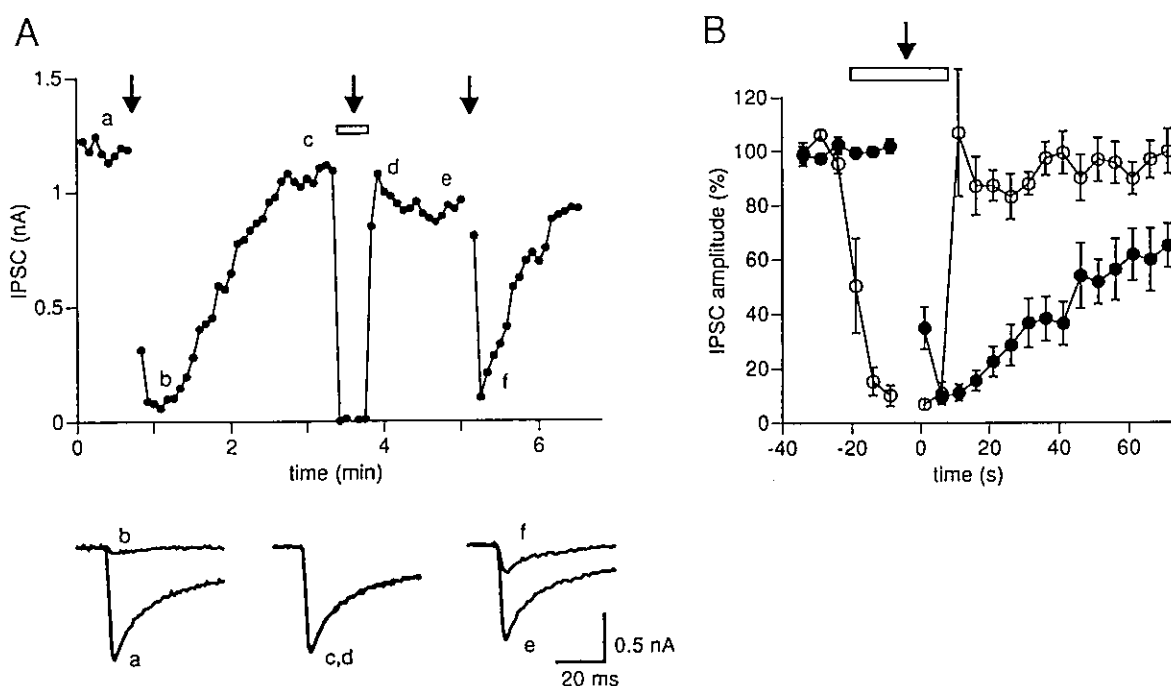 A
IPSC (nA)
1.5
1
0.5
0
a
b
c
d
e
f
0 2 4 6
time (min)
b
a
c,d
f
e
0.5 nA
20 ms
B
IPSC amplitude (%)
120
100
80
60
40
20
0
-40 -20 0 20 40 60
time (s)